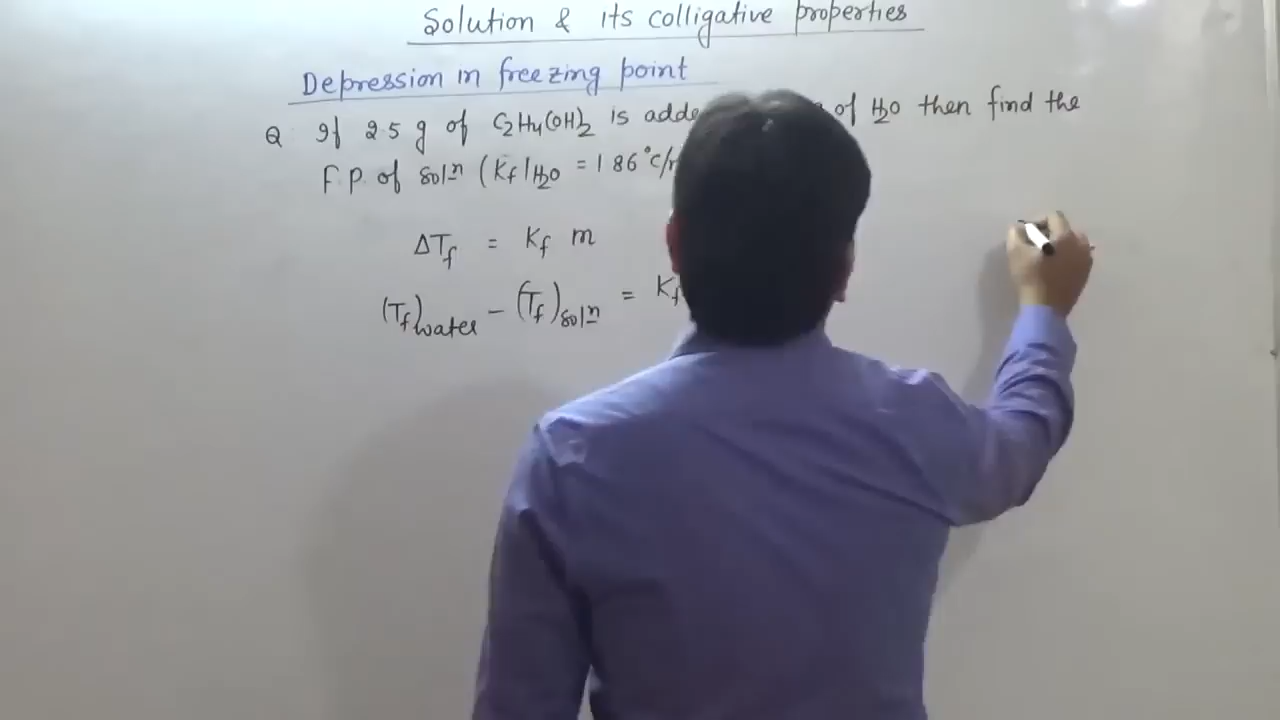 Solution & its colligative properties
Depression in freezing point
Q If 2.5 g of C2H4(OH)2 is adde of H2O then find the
F.P. of solⁿ (Kf)H2O = 1.86°C/
ΔTf = Kf m
(Tf)water - (Tf)solⁿ = Kf